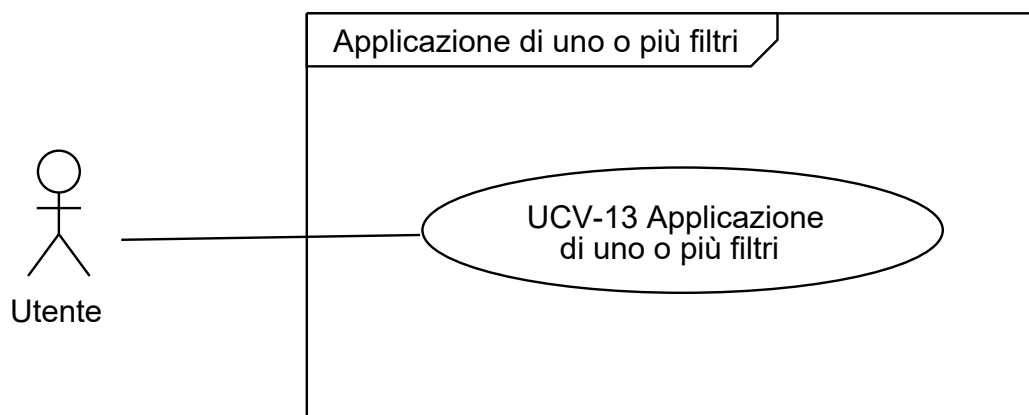 Applicazione di uno o più filtri
UCV-13 Applicazione
di uno o più filtri
Utente